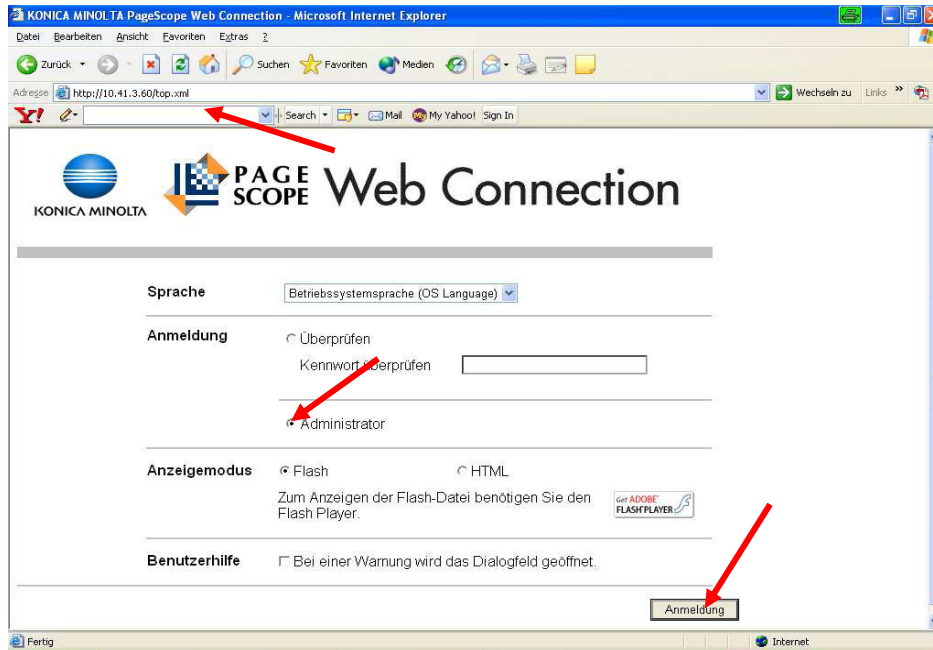 KONICA MINOLTA PageScope Web Connection - Microsoft Internet Explorer
Datei Bearbeiten Ansicht Favoriten Extras ?
Zurück Suchen Favoriten Medien
Adresse http://10.41.3.60/top.xml Wechseln zu Links »
Y! Search Mail My Yahoo! Sign In
KONICA MINOLTA
PAGE SCOPE Web Connection
Sprache Betriebssystemsprache (OS Language)
Anmeldung Überprüfen
Kennwort überprüfen
Administrator
Anzeigemodus Flash HTML
Zum Anzeigen der Flash-Datei benötigen Sie den
Flash Player.
Get ADOBE
FLASH PLAYER
Benutzerhilfe Bei einer Warnung wird das Dialogfeld geöffnet.
Anmeldung
Fertig Internet